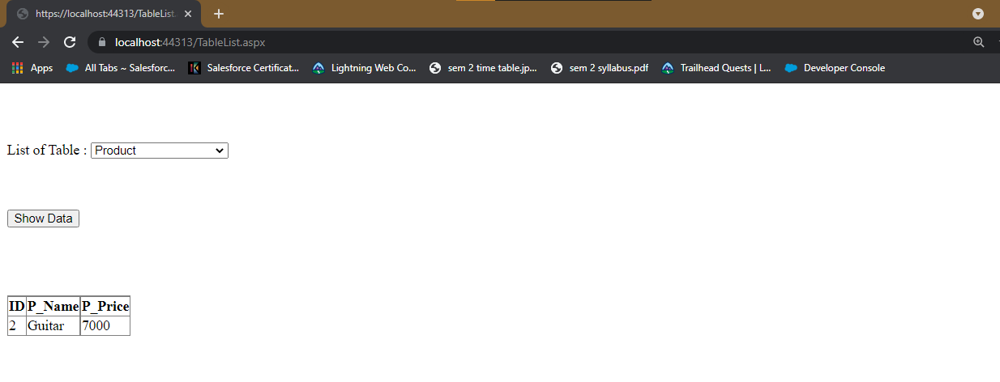 https://localhost:44313/TableList.
localhost:44313/TableList.aspx
Apps All Tabs ~ Salesforc... Salesforce Certificat... Lightning Web Co... sem 2 time table.jp... sem 2 syllabus.pdf Trailhead Quests | L... Developer Console
List of Table : Product
Show Data
ID P_Name P_Price
2 Guitar 7000